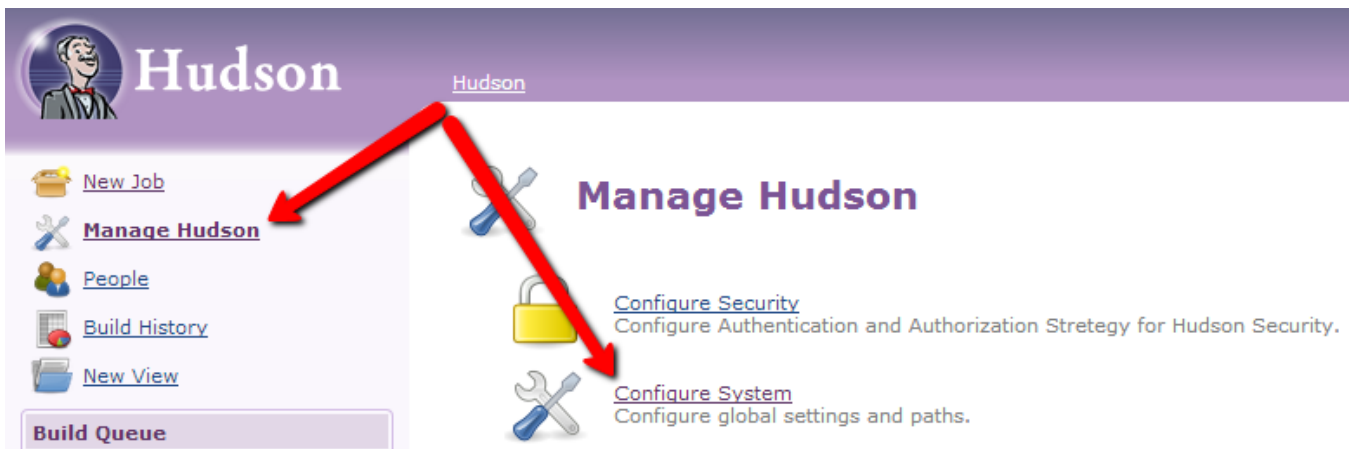 Hudson
Hudson
New Job
Manage Hudson
People
Build History
New View
Build Queue
Manage Hudson
Configure Security
Configure Authentication and Authorization Stretegy for Hudson Security.
Configure System
Configure global settings and paths.